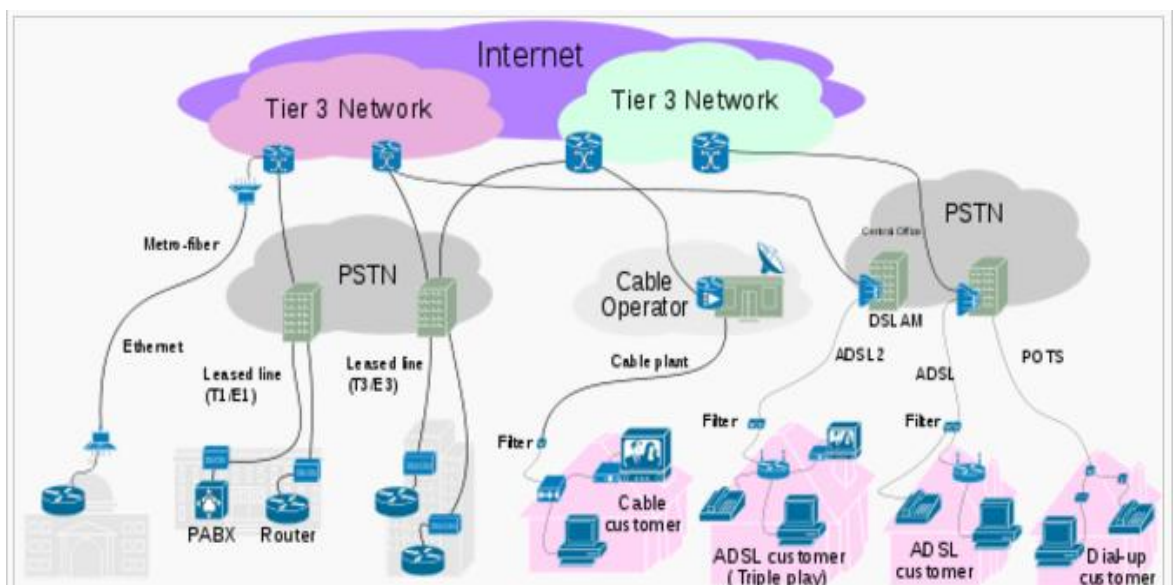 Internet
Tier 3 Network
Tier 3 Network
PSTN
Central Office
Metro-fiber
PSTN
Cable
Operator
DSLAM
Ethernet
Leased line
(T1/E1)
Leased line
(T3/E3)
Cable plant
ADSL 2
ADSL
POTS
Filter
Filter
Filter
PABX
Router
Cable
customer
ADSL customer
(Triple play)
ADSL
customer
Dial-up
customer